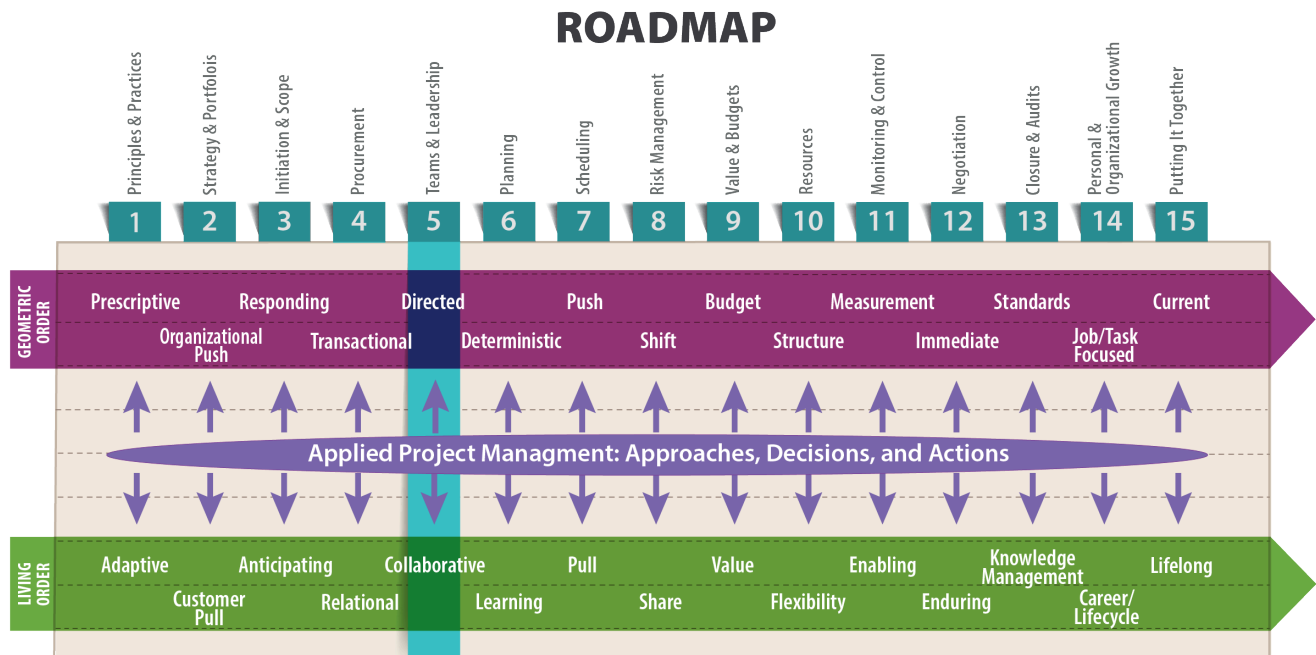 ROADMAP
Principles & Practices
Strategy & Portfolois
Initiation & Scope
Procurement
Teams & Leadership
Planning
Scheduling
Risk Management
Value & Budgets
Resources
Monitoring & Control
Negotiation
Closure & Audits
Personal &
Organizational Growth
Putting It Together
1 2 3 4 5 6 7 8 9 10 11 12 13 14 15
GEOMETRIC
ORDER
Prescriptive Responding Directed Push Budget Measurement Standards Current
Organizational
Push
Transactional Deterministic Shift Structure Immediate
Job/Task
Focused
Applied Project Managment: Approaches, Decisions, and Actions
LIVING
ORDER
Adaptive Anticipating Collaborative Pull Value Enabling
Knowledge
Management
Lifelong
Customer
Pull
Relational Learning Share Flexibility Enduring
Career/
Lifecycle